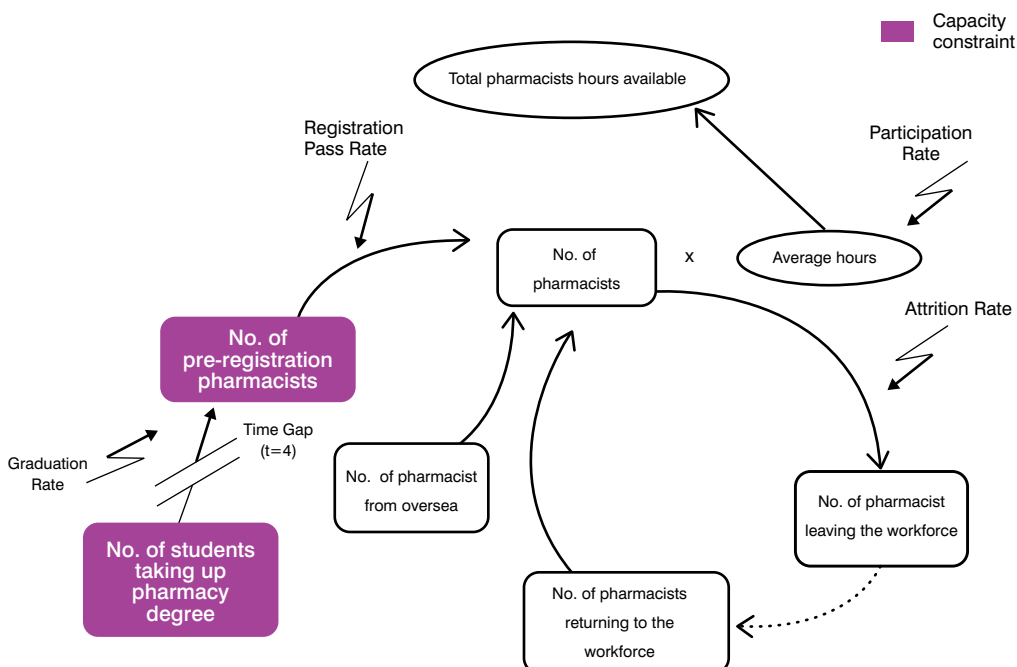 Capacity
constraint
Total pharmacists hours available
Registration
Pass Rate
Participation
Rate
No. of
pharmacists
x
Average hours
Attrition Rate
No. of
pre-registration
pharmacists
Time Gap
(t=4)
Graduation
Rate
No. of pharmacist
from oversea
No. of pharmacist
leaving the workforce
No. of students
taking up
pharmacy
degree
No. of pharmacists
returning to the
workforce